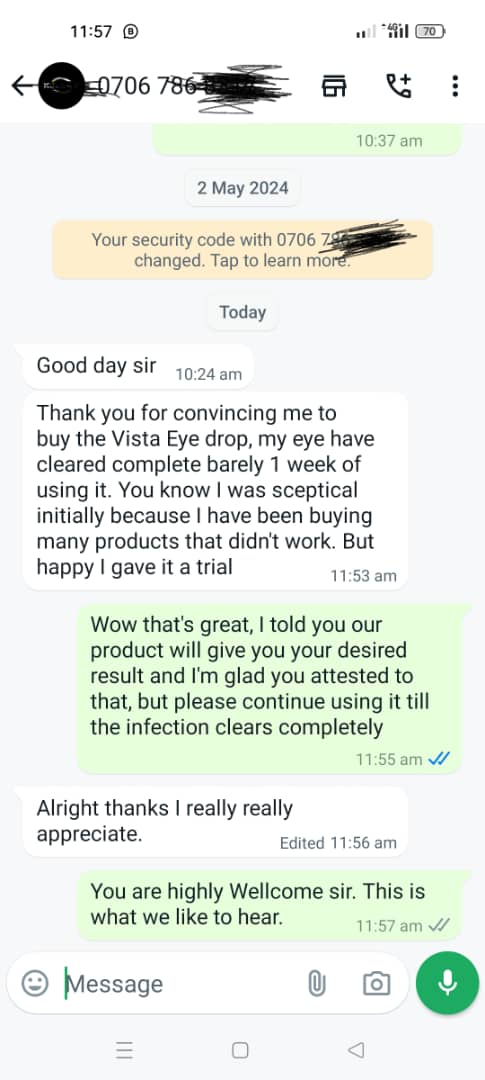 11:57
4G
70
0706 786
10:37 am
2 May 2024
Your security code with 0706 786
changed. Tap to learn more.
Today
Good day sir 10:24 am
Thank you for convincing me to
buy the Vista Eye drop, my eye have
cleared complete barely 1 week of
using it. You know I was sceptical
initially because I have been buying
many products that didn't work. But
happy I gave it a trial
11:53 am
Wow that's great, I told you our
product will give you your desired
result and I'm glad you attested to
that, but please continue using it till
the infection clears completely
11:55 am
Alright thanks I really really
appreciate.
Edited 11:56 am
You are highly Wellcome sir. This is
what we like to hear.
11:57 am
Message